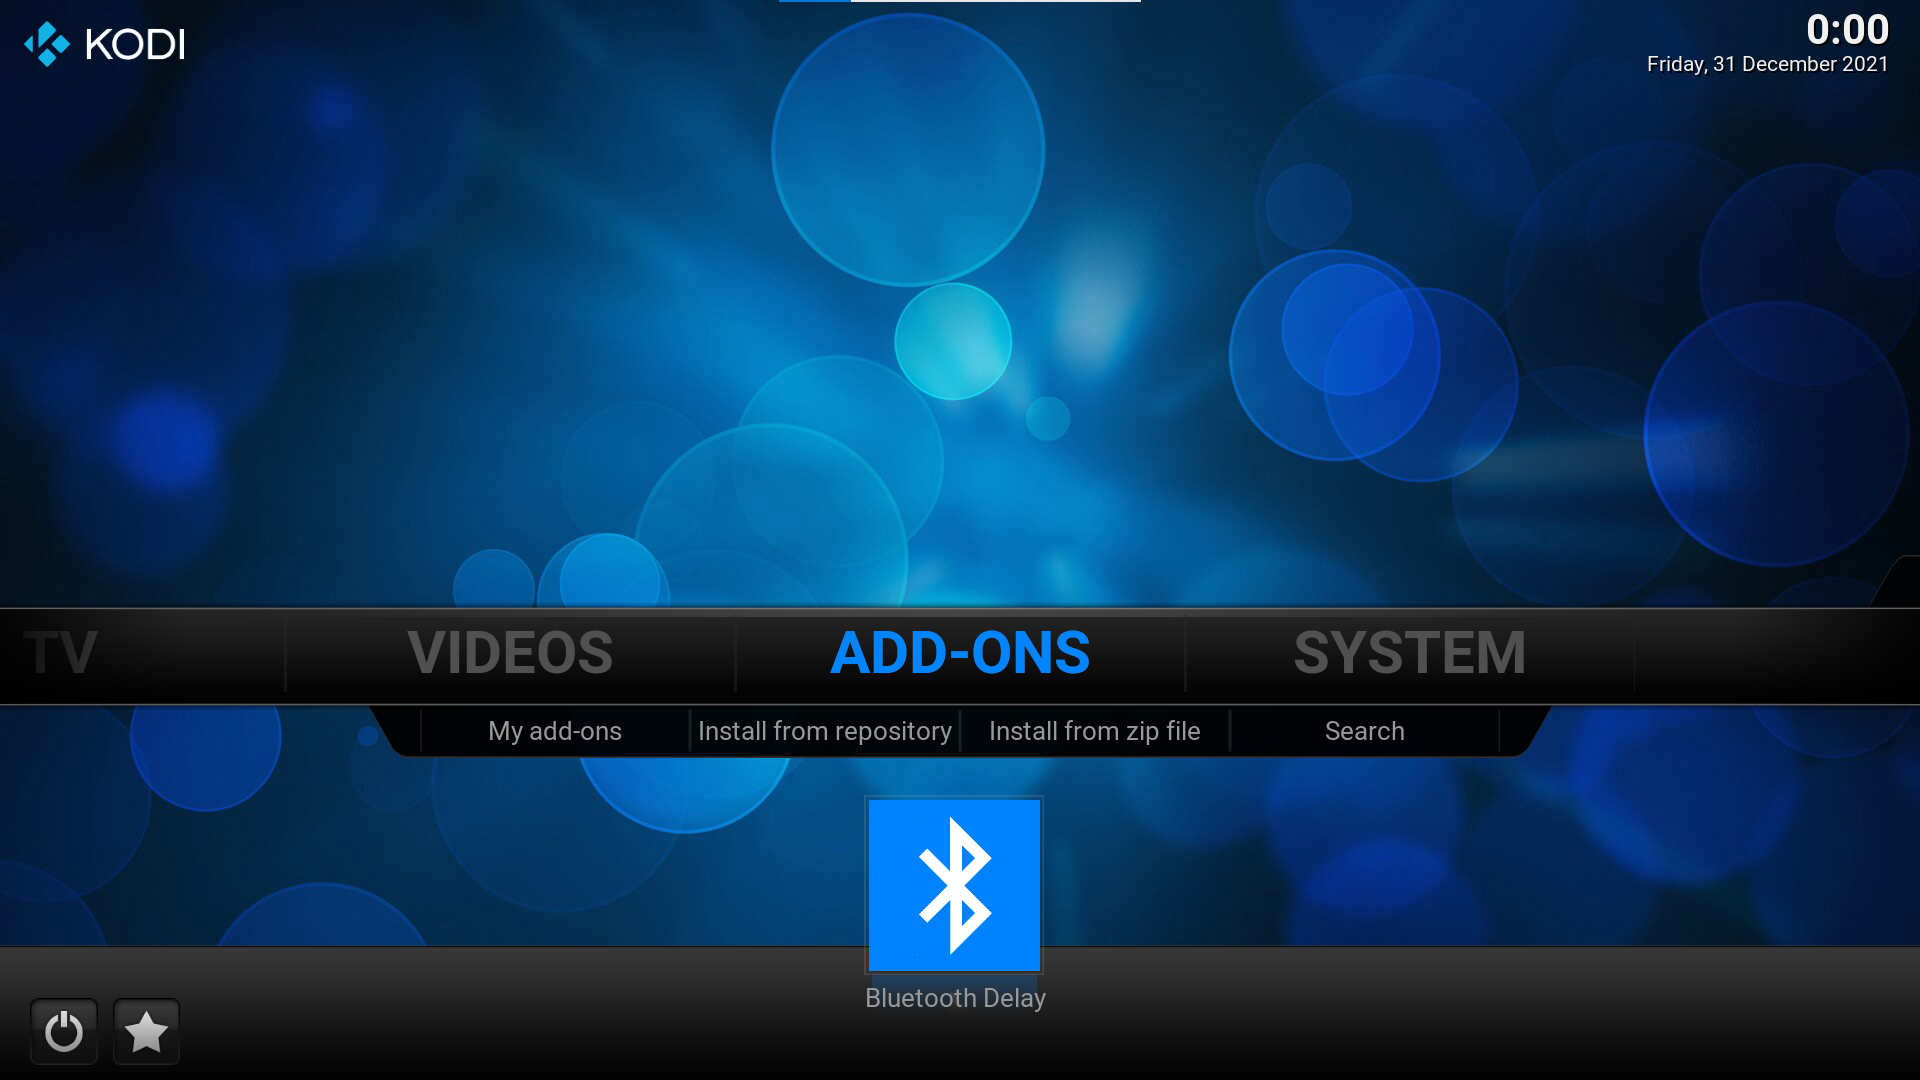 KODI
0:00
Friday, 31 December 2021
TV VIDEOS ADD-ONS SYSTEM
My add-ons Install from repository Install from zip file Search
Bluetooth Delay